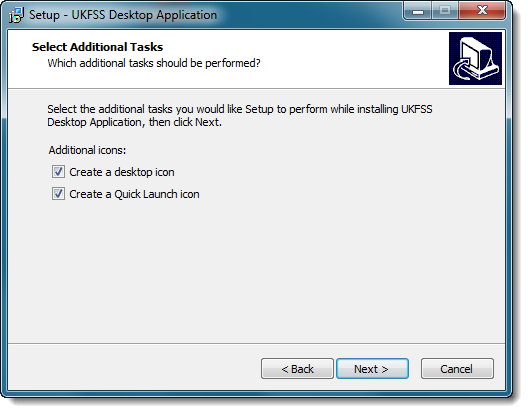 Setup - UKFSS Desktop Application
Select Additional Tasks
Which additional tasks should be performed?
Select the additional tasks you would like Setup to perform while installing UKFSS
Desktop Application, then click Next.
Additional icons:
Create a desktop icon
Create a Quick Launch icon
< Back
Next >
Cancel